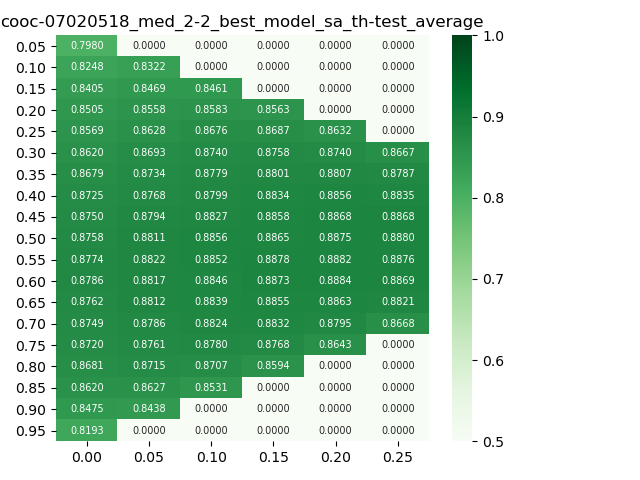 cooc-07020518_med_2-2_best_model_sa_th-test_average
0.05 0.7980 0.0000 0.0000 0.0000 0.0000 0.0000
0.10 0.8248 0.8322 0.0000 0.0000 0.0000 0.0000
0.15 0.8405 0.8469 0.8461 0.0000 0.0000 0.0000
0.20 0.8505 0.8558 0.8583 0.8563 0.0000 0.0000
0.25 0.8569 0.8628 0.8676 0.8687 0.8632 0.0000
0.30 0.8620 0.8693 0.8740 0.8758 0.8740 0.8667
0.35 0.8679 0.8734 0.8779 0.8801 0.8807 0.8787
0.40 0.8725 0.8768 0.8799 0.8834 0.8856 0.8835
0.45 0.8750 0.8794 0.8827 0.8858 0.8868 0.8868
0.50 0.8758 0.8811 0.8856 0.8865 0.8875 0.8880
0.55 0.8774 0.8822 0.8852 0.8878 0.8882 0.8876
0.60 0.8786 0.8817 0.8846 0.8873 0.8884 0.8869
0.65 0.8762 0.8812 0.8839 0.8855 0.8863 0.8821
0.70 0.8749 0.8786 0.8824 0.8832 0.8795 0.8668
0.75 0.8720 0.8761 0.8780 0.8768 0.8643 0.0000
0.80 0.8681 0.8715 0.8707 0.8594 0.0000 0.0000
0.85 0.8620 0.8627 0.8531 0.0000 0.0000 0.0000
0.90 0.8475 0.8438 0.0000 0.0000 0.0000 0.0000
0.95 0.8193 0.0000 0.0000 0.0000 0.0000 0.0000
0.00 0.05 0.10 0.15 0.20 0.25
1.0
0.9
0.8
0.7
0.6
0.5